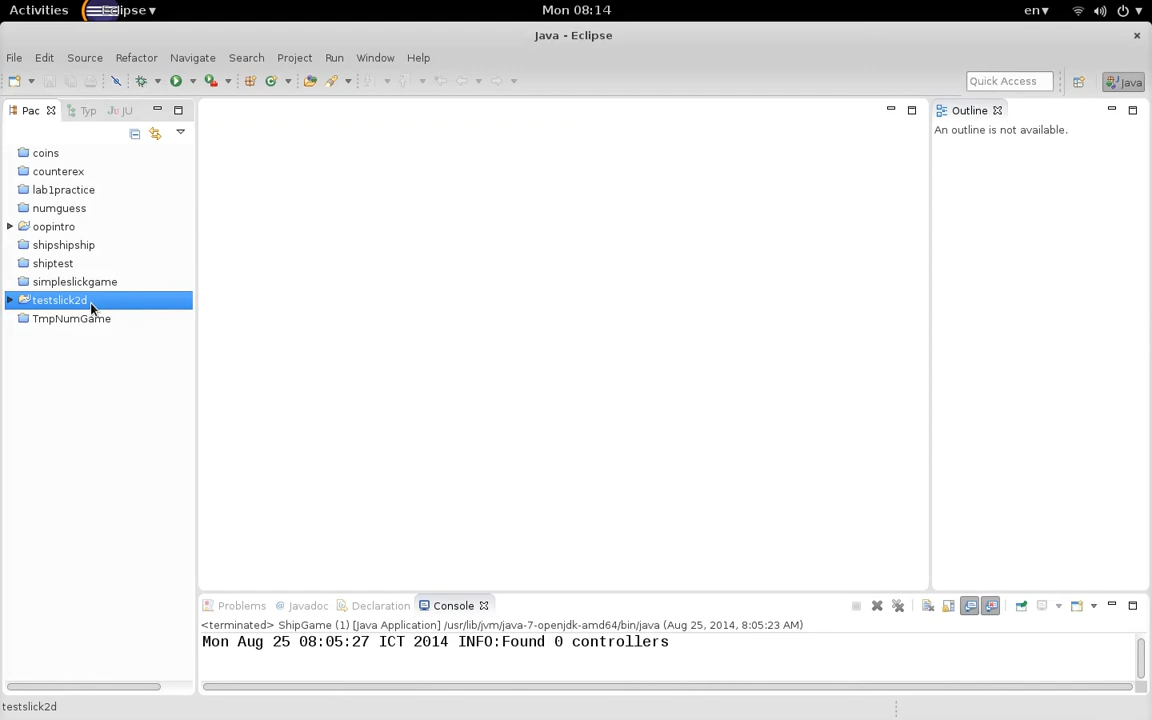 Activities Eclipse Mon 08:14 en
Java - Eclipse
File Edit Source Refactor Navigate Search Project Run Window Help
Quick Access Java
Pac Typ Ju JU
Outline
An outline is not available.
coins
counterex
lab1practice
numguess
oopintro
shipshipship
shiptest
simpleslickgame
testslick2d
TmpNumGame
Problems @ Javadoc Declaration Console
<terminated> ShipGame (1) [Java Application] /usr/lib/jvm/java-7-openjdk-amd64/bin/java (Aug 25, 2014, 8:05:23 AM)
Mon Aug 25 08:05:27 ICT 2014 INFO:Found 0 controllers
testslick2d